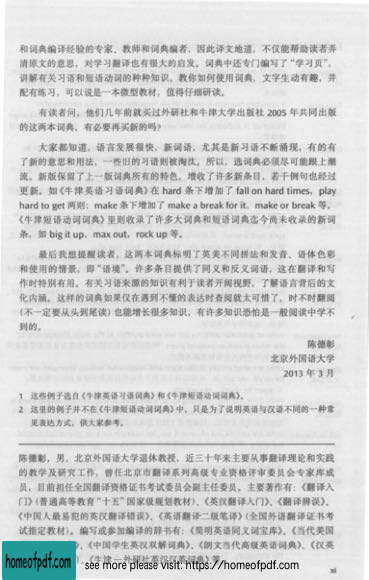 和词典编译经验的专家、教师和词典编者，因此译文地道，不仅能帮助读者弄
清原文的意思，对学习翻译也有很大的启发。词典中还专门编写了“学习页”，
讲解有关习语和短语动词的种种知识，教你如何使用词典，文字生动有趣，并
配有练习，可以说是一本微型教材，值得仔细研读。
有读者问，他们几年前就买过外研社和牛津大学出版社 2005 年共同出版
的这两本词典，有必要再买新的吗？
大家都知道，语言发展很快，新词语，尤其是新习语不断涌现，有的有
了新的意思和用法，一些旧的习语则被淘汰。所以，选词典必须尽可能跟上潮
流。新版保留了上一版词典所有的特色，增收了许多新条目，若干例句也经过
更新。如《牛津英语习语词典》在 hard 条下增加了 fall on hard times，play
hard to get 两则；make 条下增加了 make a break for it，make or break 等。
《牛津短语动词词典》里则收录了许多大词典和短语词典迄今尚未收录的新词
条，如 big it up，max out，rock up 等。
最后我想提醒读者，这两本词典标明了英美不同拼法和发音、语体色彩
和使用的情景，即“语境”。许多条目提供了同义和反义词语，这在翻译和写
作时特别有用。有关习语来源的知识有利于读者开阔视野，了解语言背后的文
化内涵。这样的词典如果仅在遇到不懂的表达时查阅就太可惜了，时不时翻阅
（不一定要从头到尾读）也能增长很多知识，有许多知识恐怕是一般阅读中学不
到的。
陈德彰
北京外国语大学
2013 年 3 月
1 这些例子选自《牛津英语习语词典》和《牛津短语动词词典》。
2 这里的例子并不在《牛津短语动词词典》中，只是为了说明英语与汉语不同的一种常
见表达方式，供大家参考。
陈德彰，男，北京外国语大学退休教授，近三十年来主要从事翻译理论和实践
的教学及研究工作，曾任北京市翻译系列高级专业资格评审委员会专家库成
员，目前担任全国翻译资格证书考试委员会副主任委员。主要著作有：《翻译入
门》（普通高等教育“十五”国家级规划教材）、《英汉翻译入门》、《翻译辨误》、
《中国人最易犯的英汉翻译错误》、《英语翻译二级笔译》（全国外语翻译证书考
试指定教材）。编写或参加编译的辞书有：《简明英语同义词宝库》、《当代美国
》、《中国学生英汉双解词典》、《朗文当代高级英语词典》、《汉英
》、《牛津—外研社英汉汉英词典》等。
xi
homeofpdf.com
see more please visit: https://homeofpdf.com